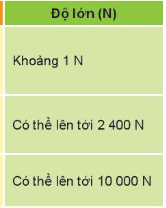 Độ lớn (N)
Khoảng 1 N
Có thể lên tới 2 400 N
Có thể lên tới 10 000 N